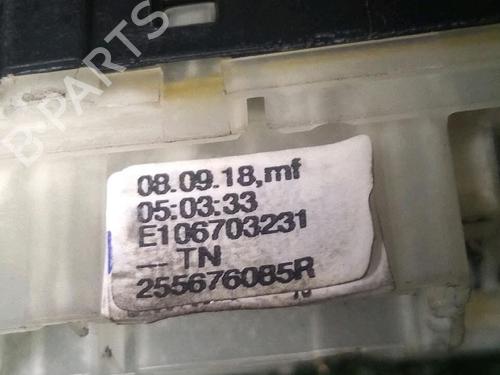 B-PARTS
08.09.18,mf
05:03:33
E106703231
-- TN
255676085R